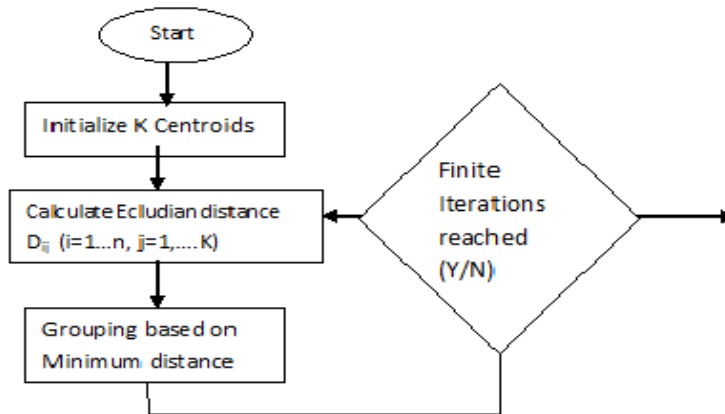 Start
Initialize K Centroids
Calculate Ecludian distance
Dij (i=1...n, j=1,....K)
Grouping based on
Minimum distance
Finite
Iterations
reached
(Y/N)